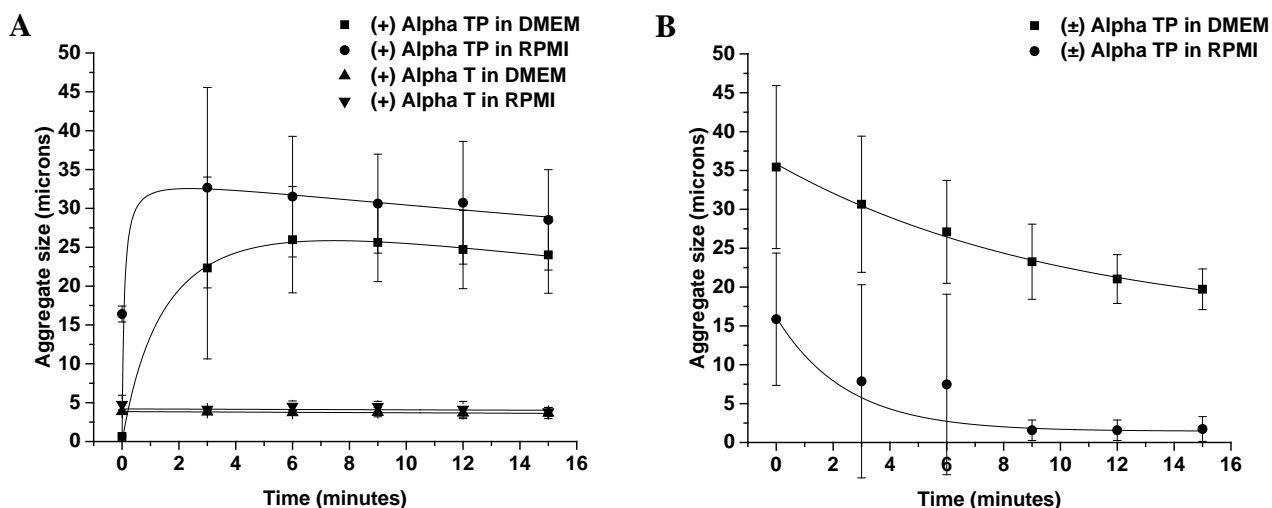 A
(+) Alpha TP in DMEM
(+) Alpha TP in RPMI
(+) Alpha T in DMEM
(+) Alpha T in RPMI
50
45
40
35
30
25
20
15
10
5
0
Aggregate size (microns)
0 2 4 6 8 10 12 14 16
Time (minutes)
B
(±) Alpha TP in DMEM
(±) Alpha TP in RPMI
50
45
40
35
30
25
20
15
10
5
0
Aggregate size (microns)
0 2 4 6 8 10 12 14 16
Time (minutes)